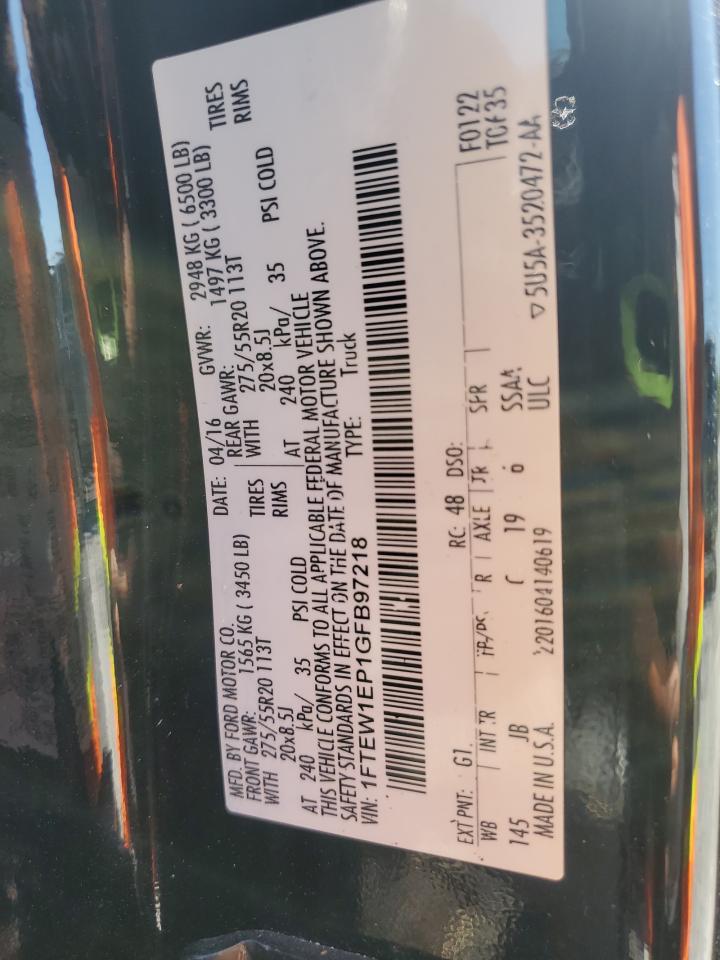 MFD. BY FORD MOTOR CO.
DATE: 04/16 GVWR: 2948 KG ( 6500 LB)
FRONT GAWR: 1565 KG ( 3450 LB) REAR GAWR: 1497 KG ( 3300 LB)
WITH 275/55R20 113T TIRES WITH 275/55R20 113T TIRES
20x8.5J RIMS 20x8.5J RIMS
AT 240 kPa/ 35 PSI COLD AT 240 kPa/ 35 PSI COLD
THIS VEHICLE CONFORMS TO ALL APPLICABLE FEDERAL MOTOR VEHICLE
SAFETY STANDARDS IN EFFECT ON THE DATE OF MANUFACTURE SHOWN ABOVE.
VIN: 1FTEW1EP1GFB97218 TYPE: Truck
F0122
EXT PNT: G1 RC: 48 DSO:
WB INT TR TP/PS R AXLE TR SPR
145 JB C 19 6 SSAA
ULC
MADE IN U.S.A.
▽5U5A-3520472-AA